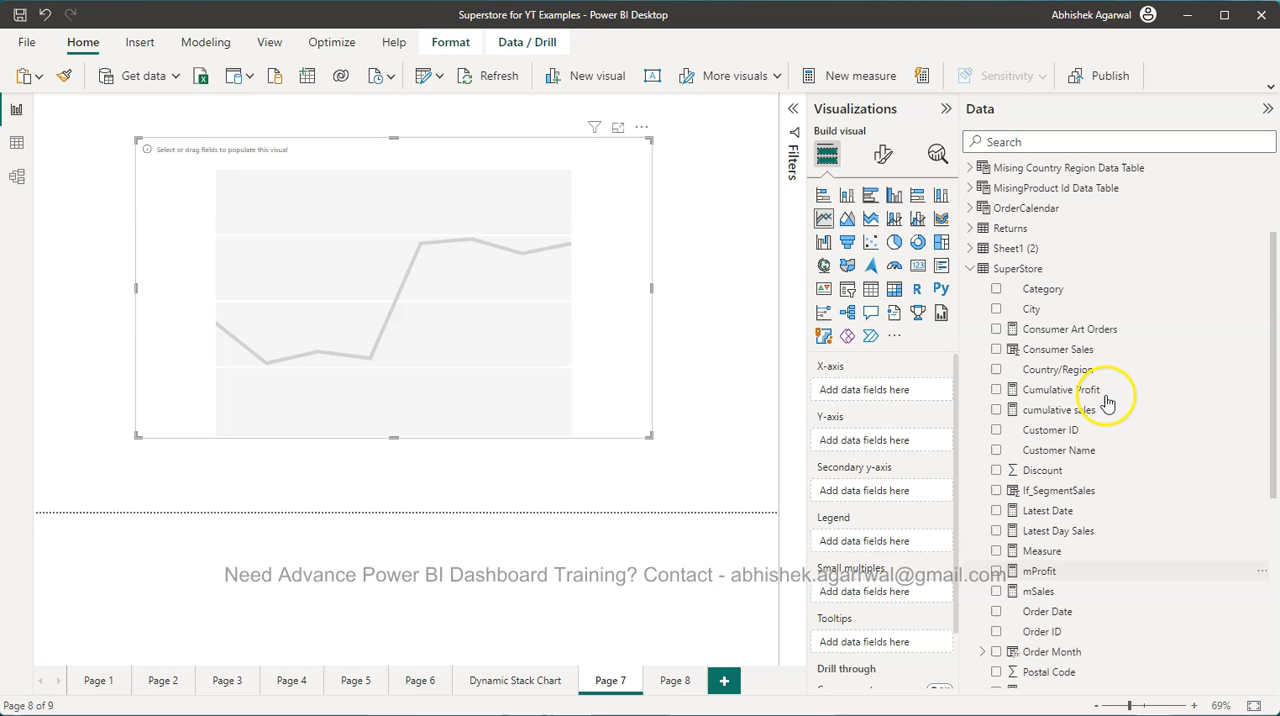 Superstore for YT Examples - Power BI Desktop
Abhishek Agarwal
File Home Insert Modeling View Optimize Help Format Data / Drill
Get data Refresh New visual More visuals New measure Sensitivity Publish
Select or drag fields to populate this visual
Filters
Visualizations
Build visual
R Py
123
X-axis
Add data fields here
Y-axis
Add data fields here
Secondary y-axis
Add data fields here
Legend
Add data fields here
Small multiples
Add data fields here
Tooltips
Add data fields here
Drill through
Data
Search
Mising Country Region Data Table
MisingProduct Id Data Table
OrderCalendar
Returns
Sheet1 (2)
SuperStore
Category
City
Consumer Art Orders
Consumer Sales
Country/Region
Cumulative Profit
cumulative sales
Customer ID
Customer Name
Discount
If_SegmentSales
Latest Date
Latest Day Sales
Measure
mProfit
mSales
Order Date
Order ID
Order Month
Postal Code
Need Advance Power BI Dashboard Training? Contact - abhishek.agarrwal@gmail.com
Page 1 Page 2 Page 3 Page 4 Page 5 Page 6 Dynamic Stack Chart Page 7 Page 8
Page 8 of 9
69%